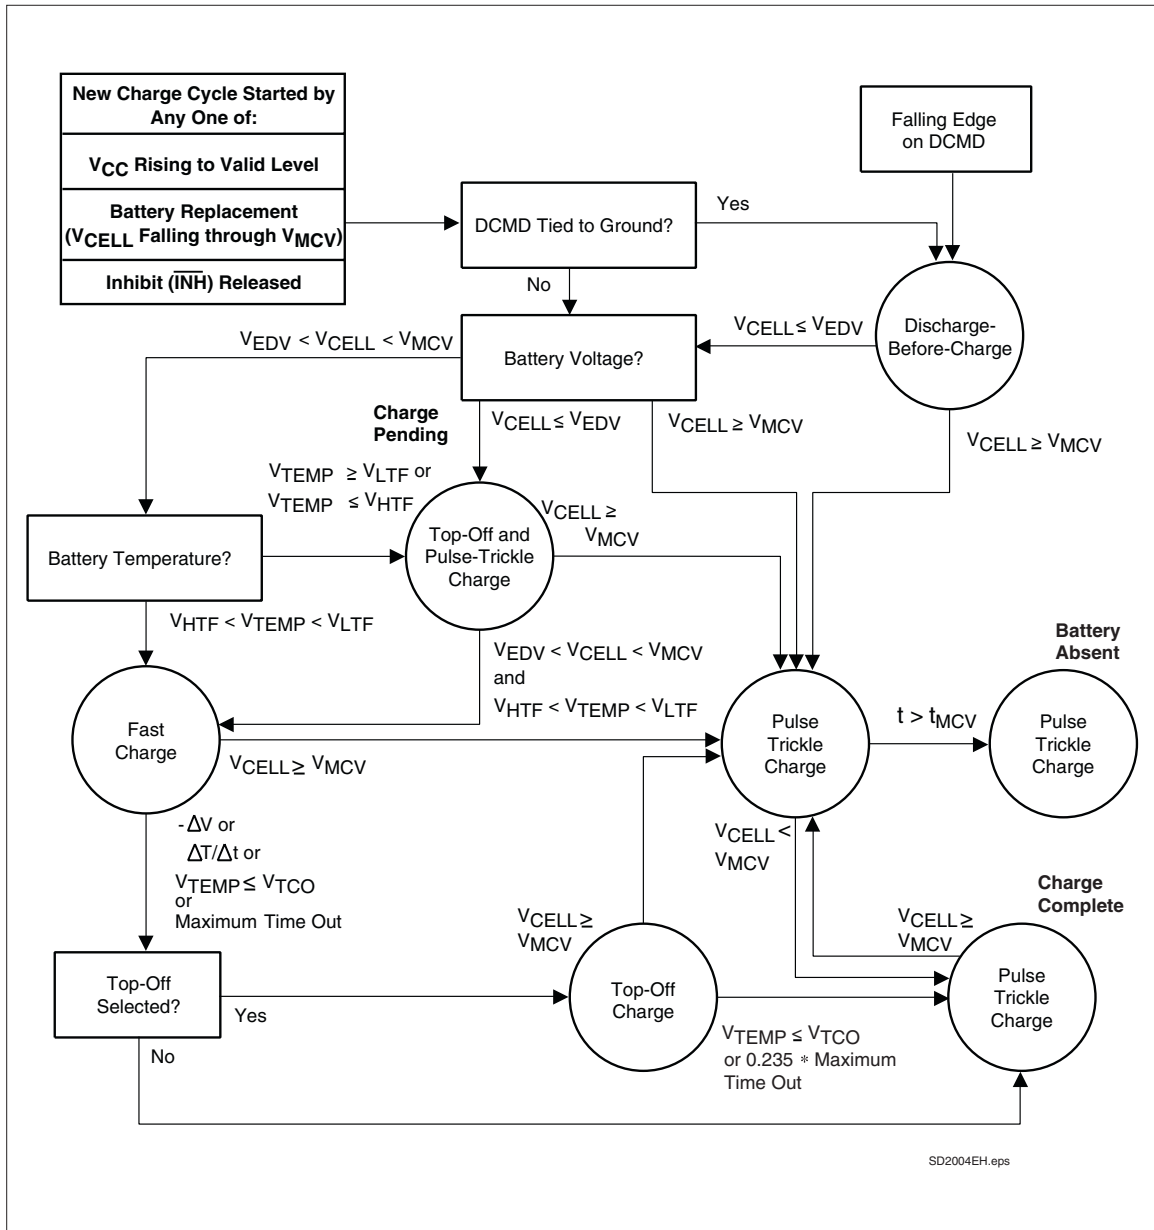 New Charge Cycle Started by
Any One of:
VCC Rising to Valid Level
Battery Replacement
(VCELL Falling through VMCV)
Inhibit (INH) Released
Falling Edge
on DCMD
DCMD Tied to Ground?
Yes
No
VEDV < VCELL < VMCV
Battery Voltage?
VCELL ≤ VEDV
Discharge-
Before-Charge
Charge
Pending
VCELL ≤ VEDV
VCELL ≥ VMCV
VCELL ≥ VMCV
VTEMP ≥ VLTF or
VTEMP ≤ VHTF
Battery Temperature?
Top-Off and
Pulse-Trickle
Charge
VCELL ≥
VMCV
VHTF < VTEMP < VLTF
VEDV < VCELL < VMCV
and
VHTF < VTEMP < VLTF
Battery
Absent
Fast
Charge
VCELL ≥ VMCV
Pulse
Trickle
Charge
t > tMCV
Pulse
Trickle
Charge
-ΔV or
ΔT/Δt or
VTEMP ≤ VTCO
or
Maximum Time Out
VCELL <
VMCV
Charge
Complete
VCELL ≥
VMCV
VCELL ≥
VMCV
Top-Off
Selected?
Yes
No
Top-Off
Charge
VTEMP ≤ VTCO
or 0.235 * Maximum
Time Out
Pulse
Trickle
Charge
SD2004EH.eps